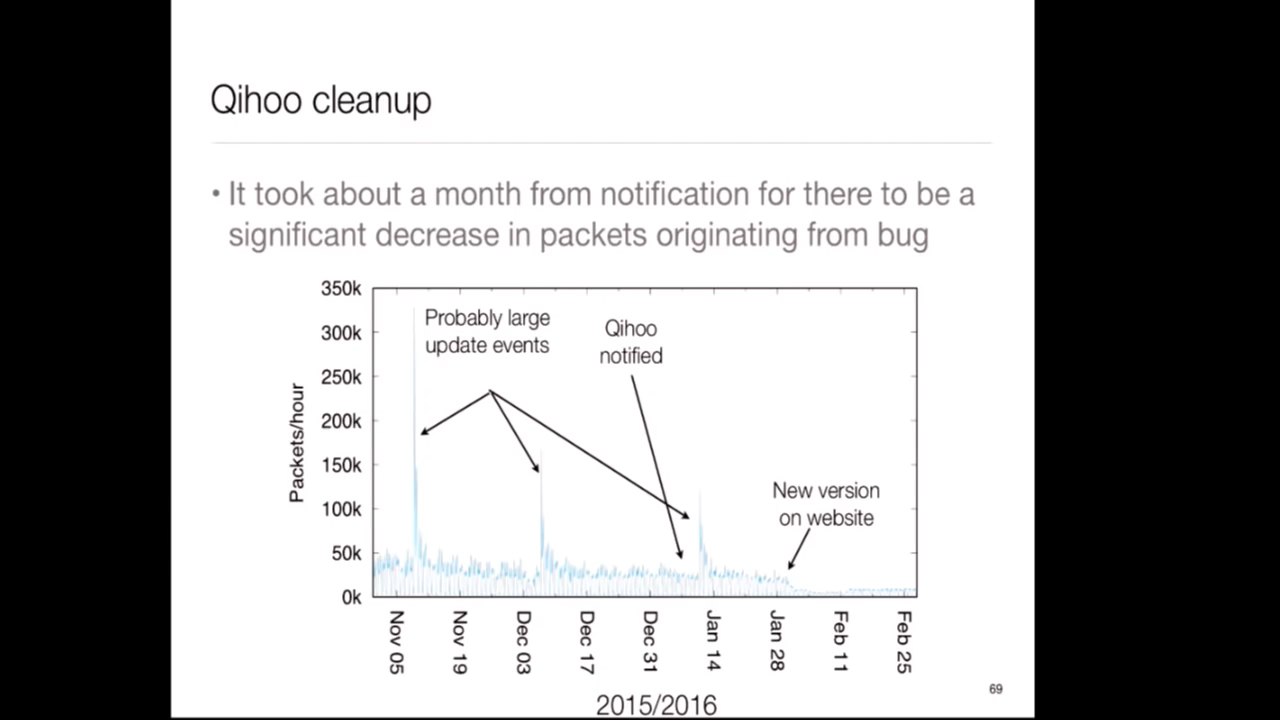 Qihoo cleanup
• It took about a month from notification for there to be a
significant decrease in packets originating from bug
350k
300k
250k
200k
150k
100k
50k
0k
Packets/hour
Probably large
update events
Qihoo
notified
New version
on website
Nov 05
Nov 19
Dec 03
Dec 17
Dec 31
Jan 14
Jan 28
Feb 11
Feb 25
2015/2016
69